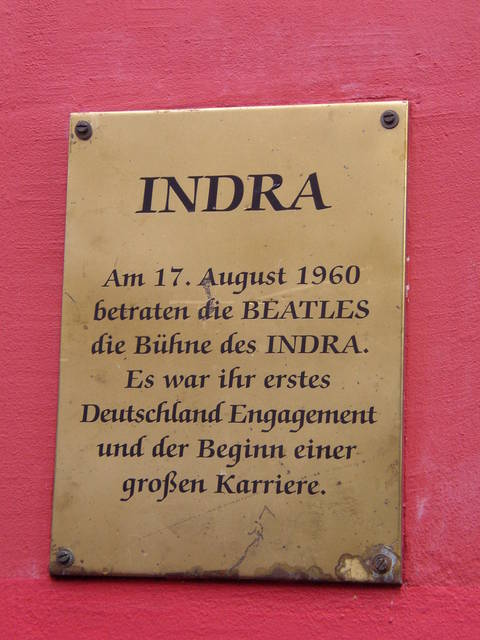 INDRA
Am 17. August 1960
betraten die BEATLES
die Bühne des INDRA.
Es war ihr erstes
Deutschland Engagement
und der Beginn einer
großen Karriere.